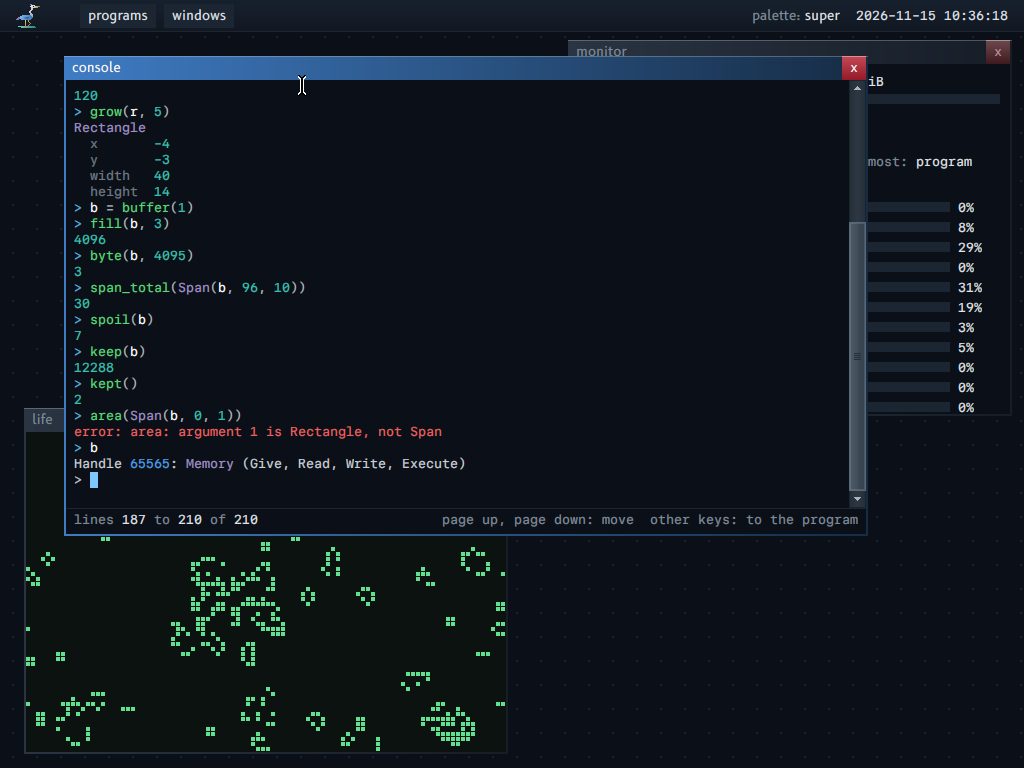 programs windows palette: super 2026-11-15 10:36:18
monitor x
console x
iB
120
> grow(r, 5)
Rectangle
x -4
y -3
width 40
height 14
most: program
> b = buffer(1)
> fill(b, 3)
4096
> byte(b, 4095)
3
> span_total(Span(b, 96, 10))
30
> spoil(b)
7
> keep(b)
12288
> kept()
2
> area(Span(b, 0, 1))
error: area: argument 1 is Rectangle, not Span
> b
Handle 65565: Memory (Give, Read, Write, Execute)
>
0%
8%
29%
0%
31%
19%
3%
5%
0%
0%
0%
lines 187 to 210 of 210 page up, page down: move other keys: to the program
life